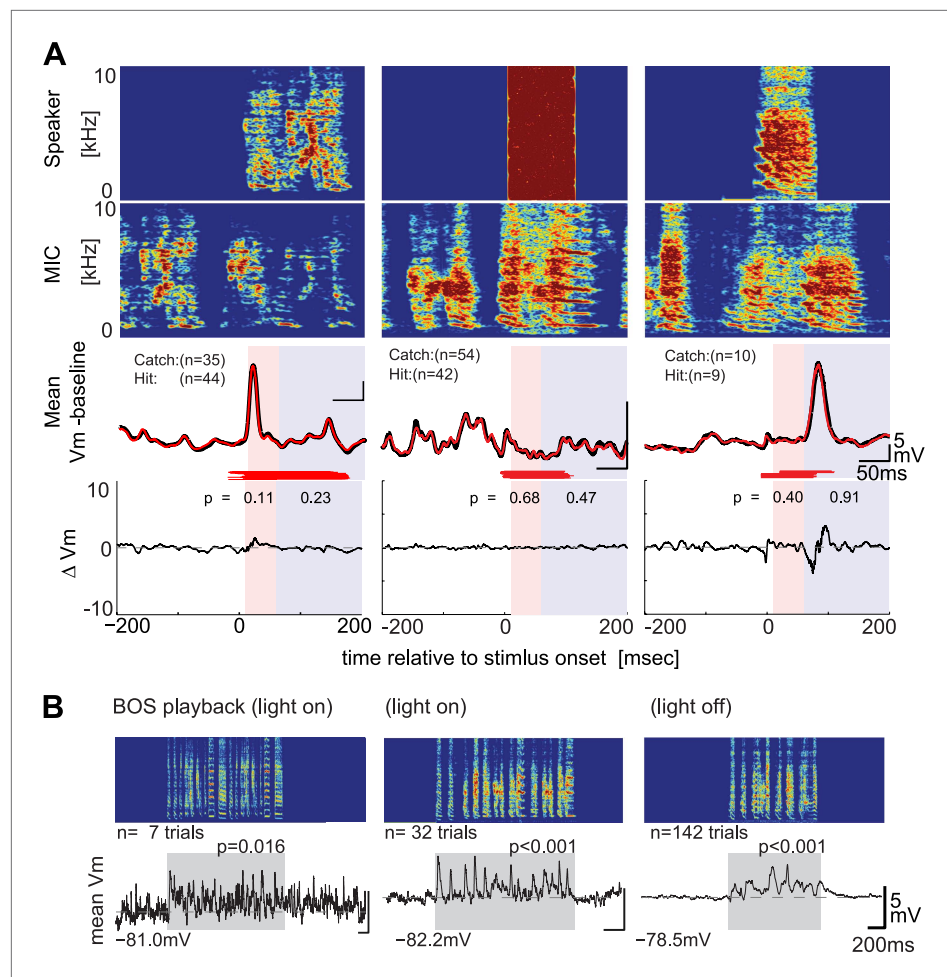 A
Speaker
[kHz]
10
0
MIC
[kHz]
10
0
Mean
Vm -baseline
Catch:(n=35)
Hit: (n=44)
Catch:(n=54)
Hit:(n=42)
Catch:(n=10)
Hit:(n=9)
5
mV
50ms
Δ Vm
10
0
-10
p = 0.11 0.23
p = 0.68 0.47
p = 0.40 0.91
−200 0 200
−200 0 200
−200 0 200
time relative to stimlus onset [msec]
B
BOS playback (light on)
(light on)
(light off)
n= 7 trials
n= 32 trials
n=142 trials
p=0.016
p<0.001
p<0.001
mean Vm
−81.0mV
−82.2mV
−78.5mV
5
mV
200ms